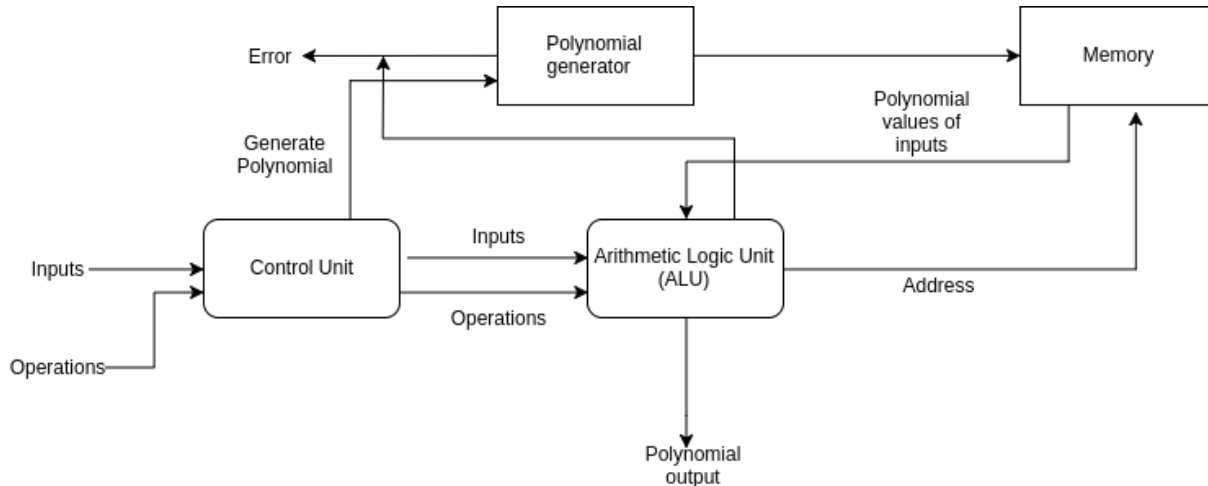 Error
Polynomial
generator
Memory
Generate
Polynomial
Polynomial
values of
inputs
Inputs
Control Unit
Inputs
Arithmetic Logic Unit
(ALU)
Address
Operations
Operations
Polynomial
output